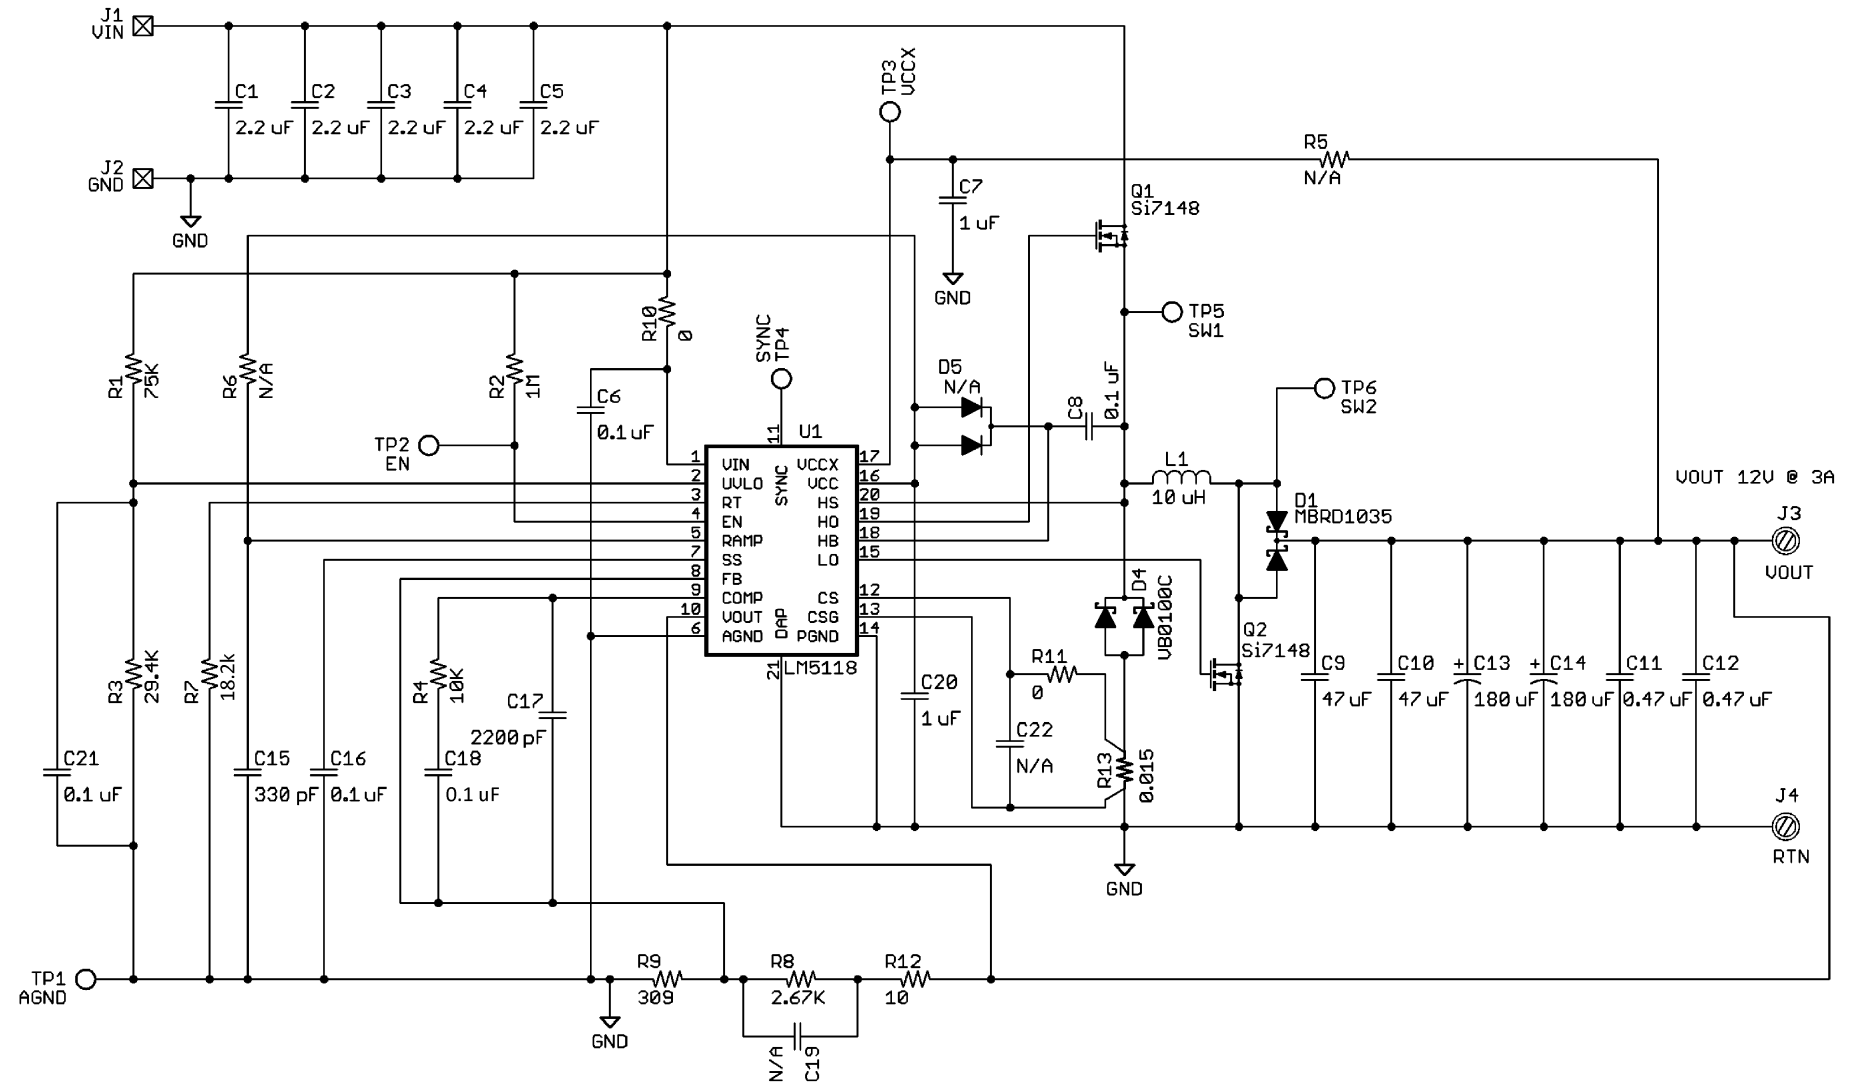 J1
VIN
C1
2.2 uF
C2
2.2 uF
C3
2.2 uF
C4
2.2 uF
C5
2.2 uF
J2
GND
GND
TP3
VCCX
C7
1 uF
GND
R5
N/A
Q1
Si7148
TP5
SW1
R10
0
SYNC
TP4
R1
75K
R6
N/A
R2
1M
TP2
EN
C6
0.1 uF
D5
N/A
C8
0.1 uF
TP6
SW2
L1
10 uH
D1
MBRD1035
VOUT 12V @ 3A
J3
VOUT
U1
11
SYNC
1
VIN
2
UVLO
3
RT
4
EN
5
RAMP
7
SS
8
FB
9
COMP
10
VOUT
6
AGND
VCCX
17
VCC
16
HS
20
HO
19
HB
18
LO
15
CS
12
CSG
13
PGND
14
DAP
21
LM5118
D4
VB0100C
Q2
Si7148
R3
29.4K
R7
18.2k
R4
10K
C17
2200 pF
C20
1 uF
R11
0
C22
N/A
R13
0.015
C9
47 uF
C10
47 uF
+
C13
180 uF
+
C14
180 uF
C11
0.47 uF
C12
0.47 uF
C21
0.1 uF
C15
330 pF
C16
0.1 uF
C18
0.1 uF
J4
RTN
GND
TP1
AGND
R9
309
R8
2.67K
R12
10
GND
N/A
C19